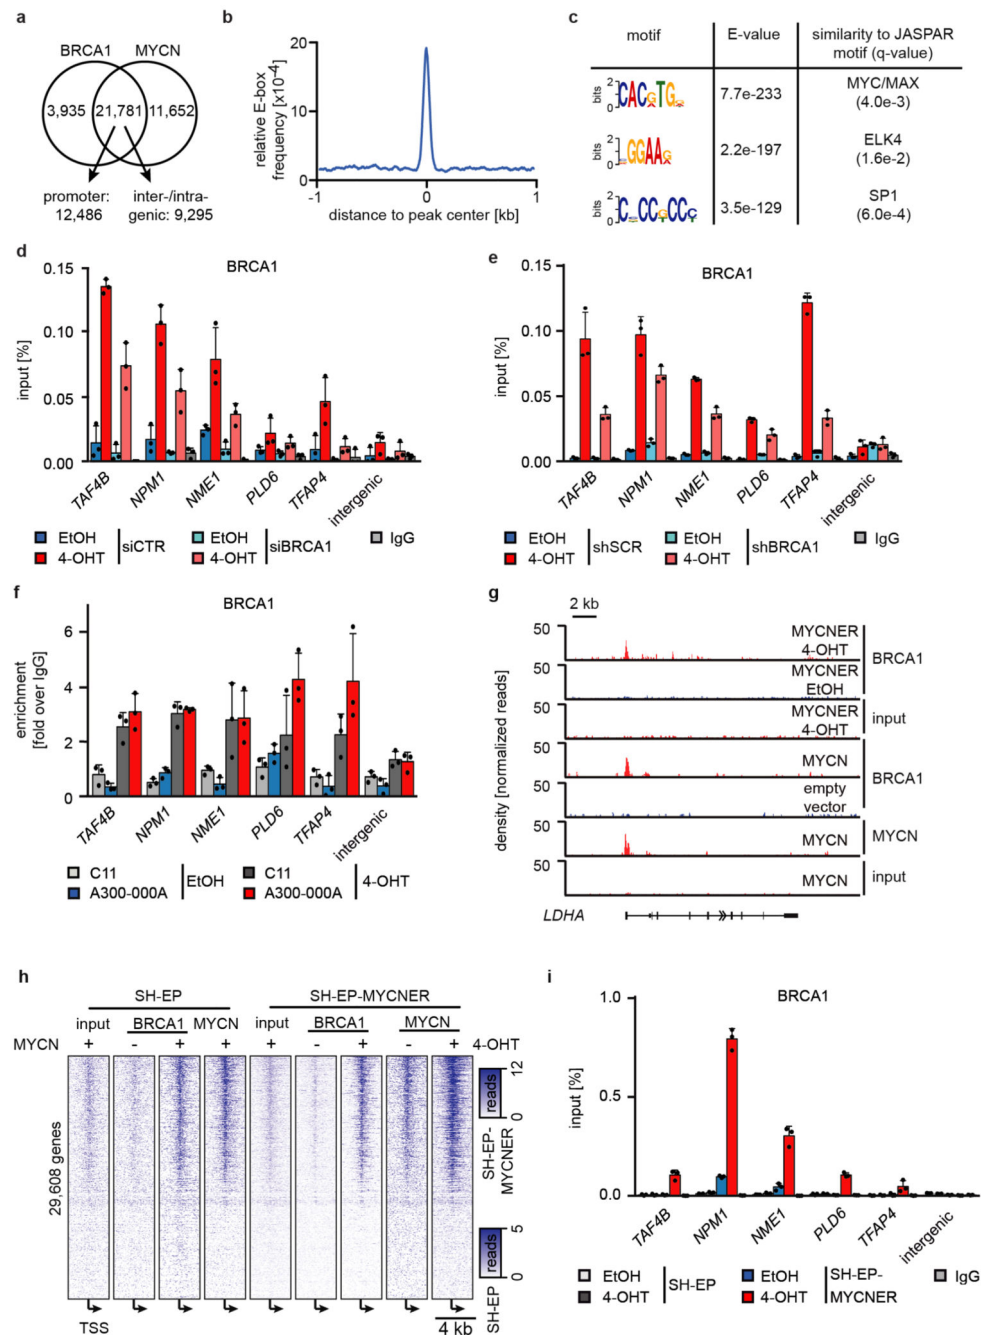 a
BRCA1 MYCN
3,935 21,781 11,652
promoter: 12,486
inter-/intra-genic: 9,295
b
relative E-box frequency [x10-4]
20
10
0
-1 0 1
distance to peak center [kb]
c
motif E-value similarity to JASPAR motif (q-value)
bits 2 0 CACGTG 7.7e-233 MYC/MAX (4.0e-3)
bits 2 0 GGAAG 2.2e-197 ELK4 (1.6e-2)
bits 2 0 3.5e-129 SP1 (6.0e-4)
d
BRCA1
input [%]
0.15
0.10
0.05
0.00
TAF4B NPM1 NME1 PLD6 TFAP4 intergenic
EtOH 4-OHT siCTR
EtOH 4-OHT siBRCA1
IgG
e
BRCA1
input [%]
0.15
0.10
0.05
0.00
TAF4B NPM1 NME1 PLD6 TFAP4 intergenic
EtOH 4-OHT shSCR
EtOH 4-OHT shBRCA1
IgG
f
BRCA1
enrichment [fold over IgG]
6
4
2
0
TAF4B NPM1 NME1 PLD6 TFAP4 intergenic
C11 A300-000A EtOH
C11 A300-000A 4-OHT
g
2 kb
density [normalized reads]
50 MYCNER 4-OHT
50 MYCNER EtOH
BRCA1
50 MYCNER 4-OHT input
50 MYCN
50 empty vector
BRCA1
50 MYCN MYCN
50 MYCN input
LDHA
h
SH-EP SH-EP-MYCNER
input BRCA1 MYCN input BRCA1 MYCN
MYCN + - + + + - + - + 4-OHT
29,608 genes
12 reads 0 SH-EP-MYCNER
5 reads 0 SH-EP
TSS 4 kb
i
BRCA1
input [%]
1.0
0.5
0.0
TAF4B NPM1 NME1 PLD6 TFAP4 intergenic
EtOH 4-OHT SH-EP
EtOH 4-OHT SH-EP-MYCNER
IgG